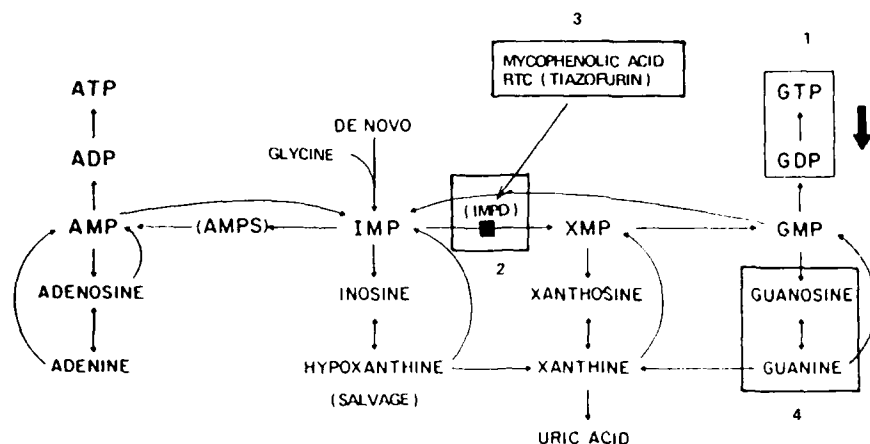 3
1
MYCOPHENOLIC ACID
RTC (TIAZOFURIN)
ATP
GTP
DE NOVO
GLYCINE
ADP
GDP
(IMPD)
AMP
(AMPS)
IMP
XMP
GMP
2
ADENOSINE
INOSINE
XANTHOSINE
GUANOSINE
ADENINE
HYPOXANTHINE
XANTHINE
GUANINE
(SALVAGE)
4
URIC ACID